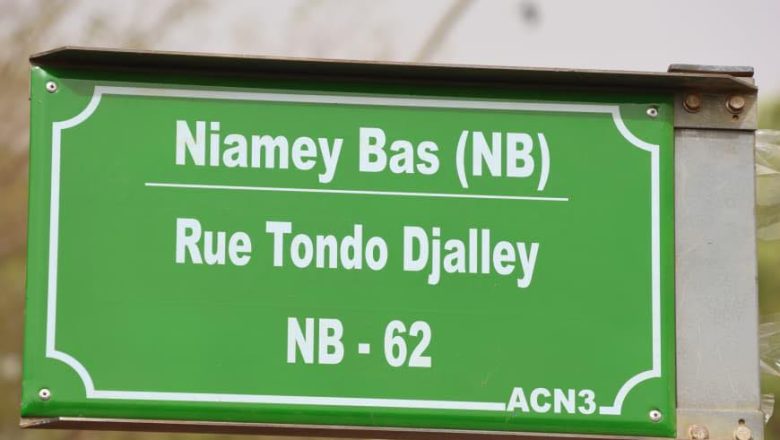 Niamey Bas (NB)
Rue Tondo Djalley
NB - 62
ACN3